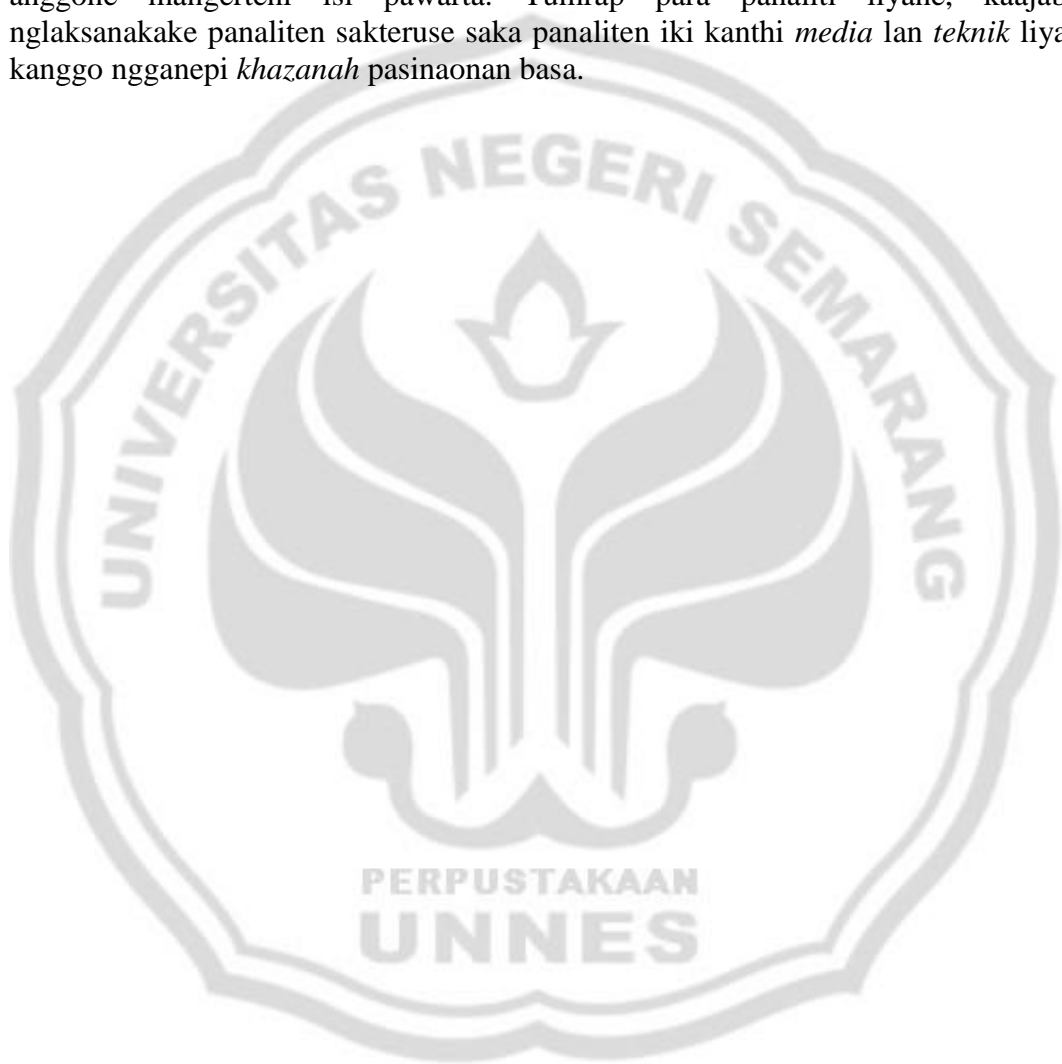 anggone mangerteni isi pawarta. Tumrap para panaliti liyane,
nglaksanakake panaliten sakteruse saka panaliten iki kanthi media lan teknik liya
kanggo ngganepi khazanah pasinaonan basa.
UNIVERSITAS NEGERI SEMARANG
PERPUSTAKAAN
UNNES